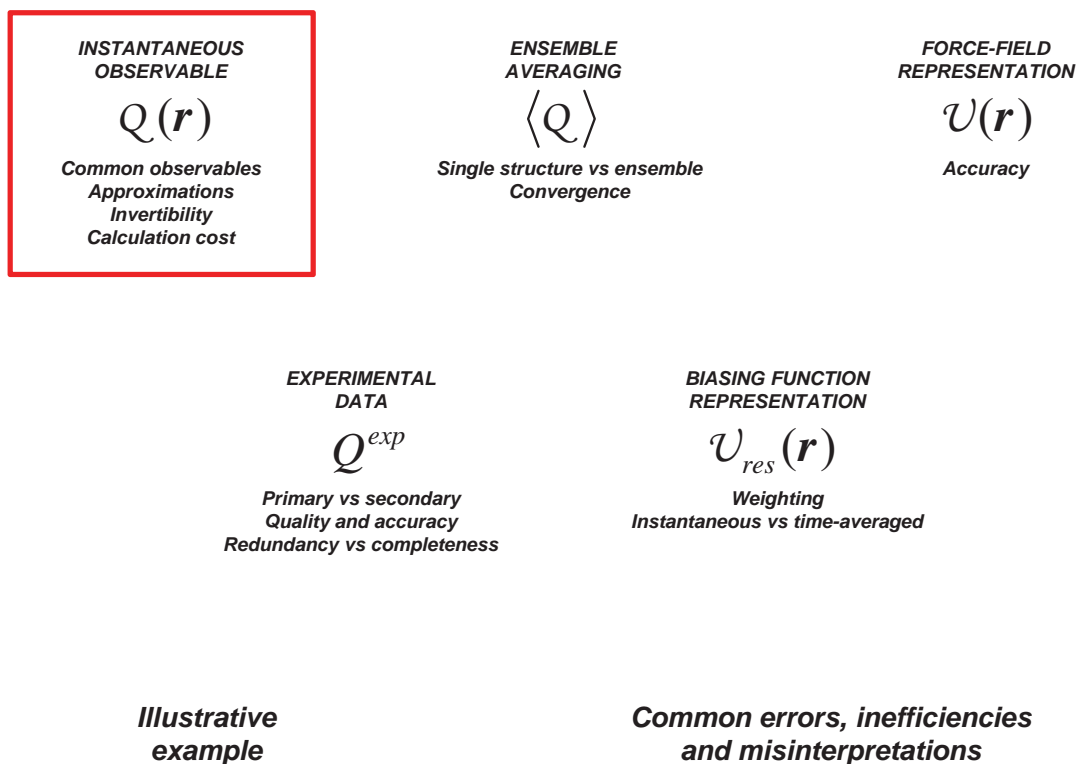 INSTANTANEOUS
OBSERVABLE
Q(r)
Common observables
Approximations
Invertibility
Calculation cost
ENSEMBLE
AVERAGING
⟨Q⟩
Single structure vs ensemble
Convergence
FORCE-FIELD
REPRESENTATION
𝒰(r)
Accuracy
EXPERIMENTAL
DATA
Q^exp
Primary vs secondary
Quality and accuracy
Redundancy vs completeness
BIASING FUNCTION
REPRESENTATION
𝒰_res(r)
Weighting
Instantaneous vs time-averaged
Illustrative
example
Common errors, inefficiencies
and misinterpretations